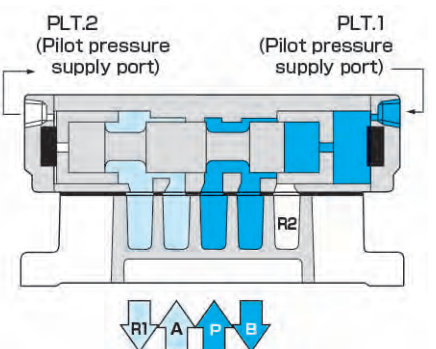 PLT.2
(Pilot pressure
supply port)
PLT.1
(Pilot pressure
supply port)
R2
R1 A P B